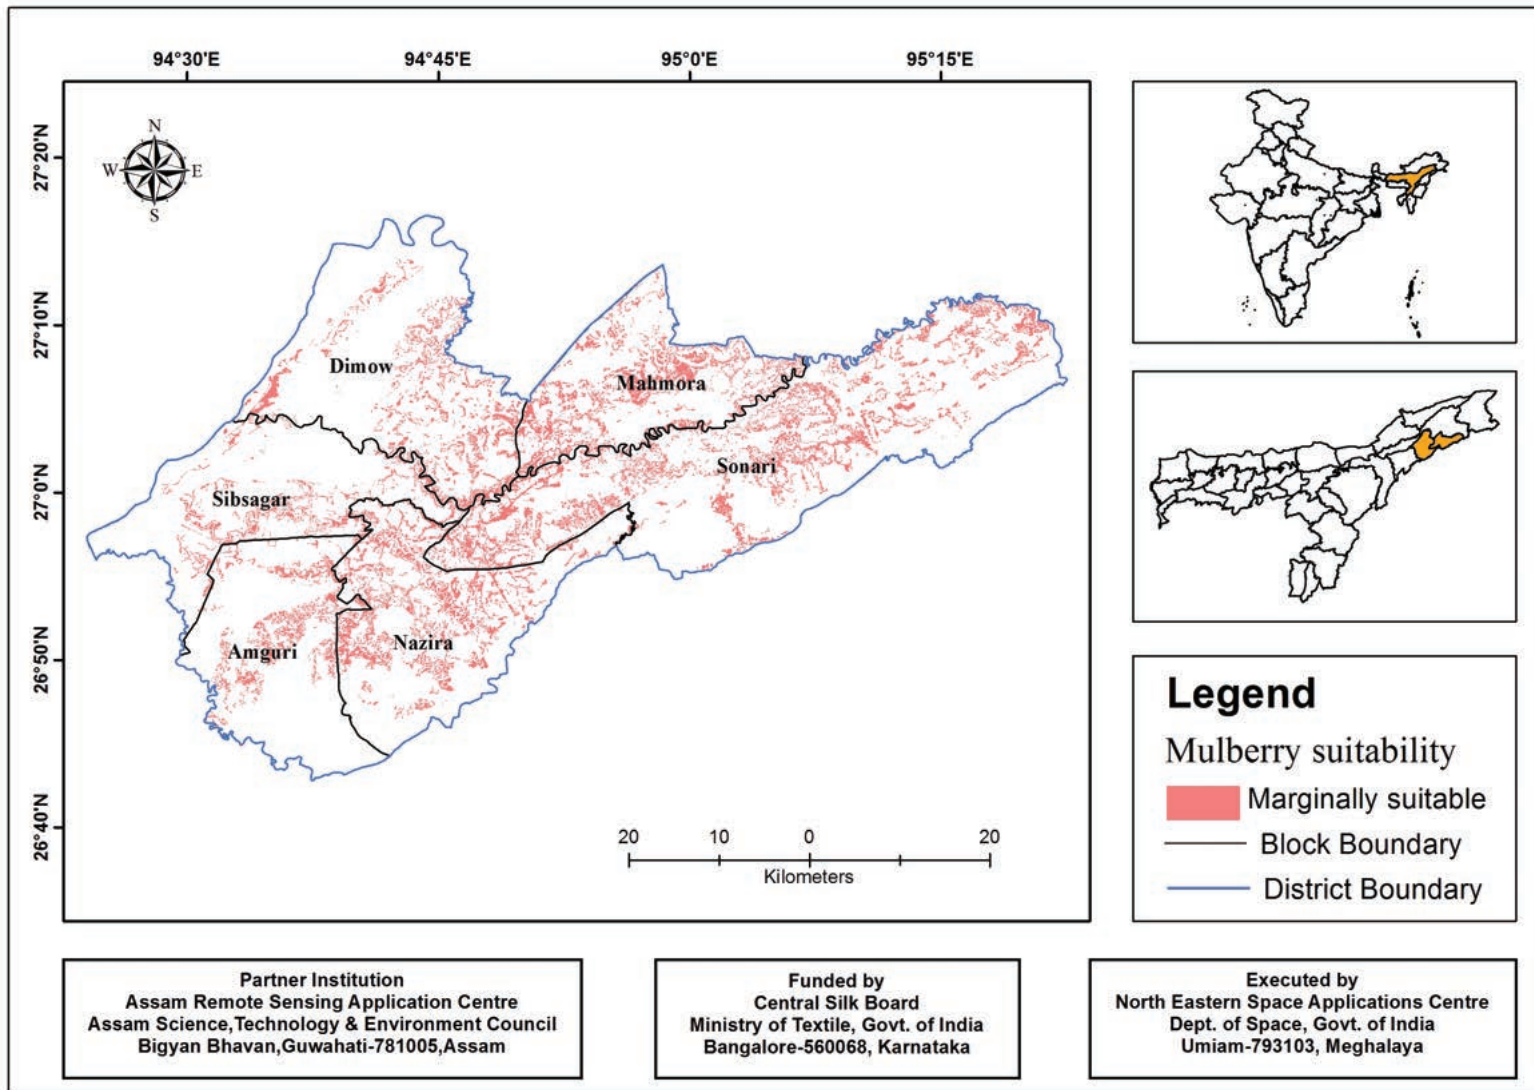 94°30'E
94°45'E
95°0'E
95°15'E
27°20'N
27°10'N
27°0'N
26°50'N
26°40'N
N
W E
S
Dimow
Mahmora
Sonari
Sibsagar
Amguri
Nazira
20 10 0 20
Kilometers
Legend
Mulberry suitability
Marginally suitable
Block Boundary
District Boundary
Partner Institution
Assam Remote Sensing Application Centre
Assam Science,Technology & Environment Council
Bigyan Bhavan,Guwahati-781005,Assam
Funded by
Central Silk Board
Ministry of Textile, Govt. of India
Bangalore-560068, Karnataka
Executed by
North Eastern Space Applications Centre
Dept. of Space, Govt. of India
Umiam-793103, Meghalaya